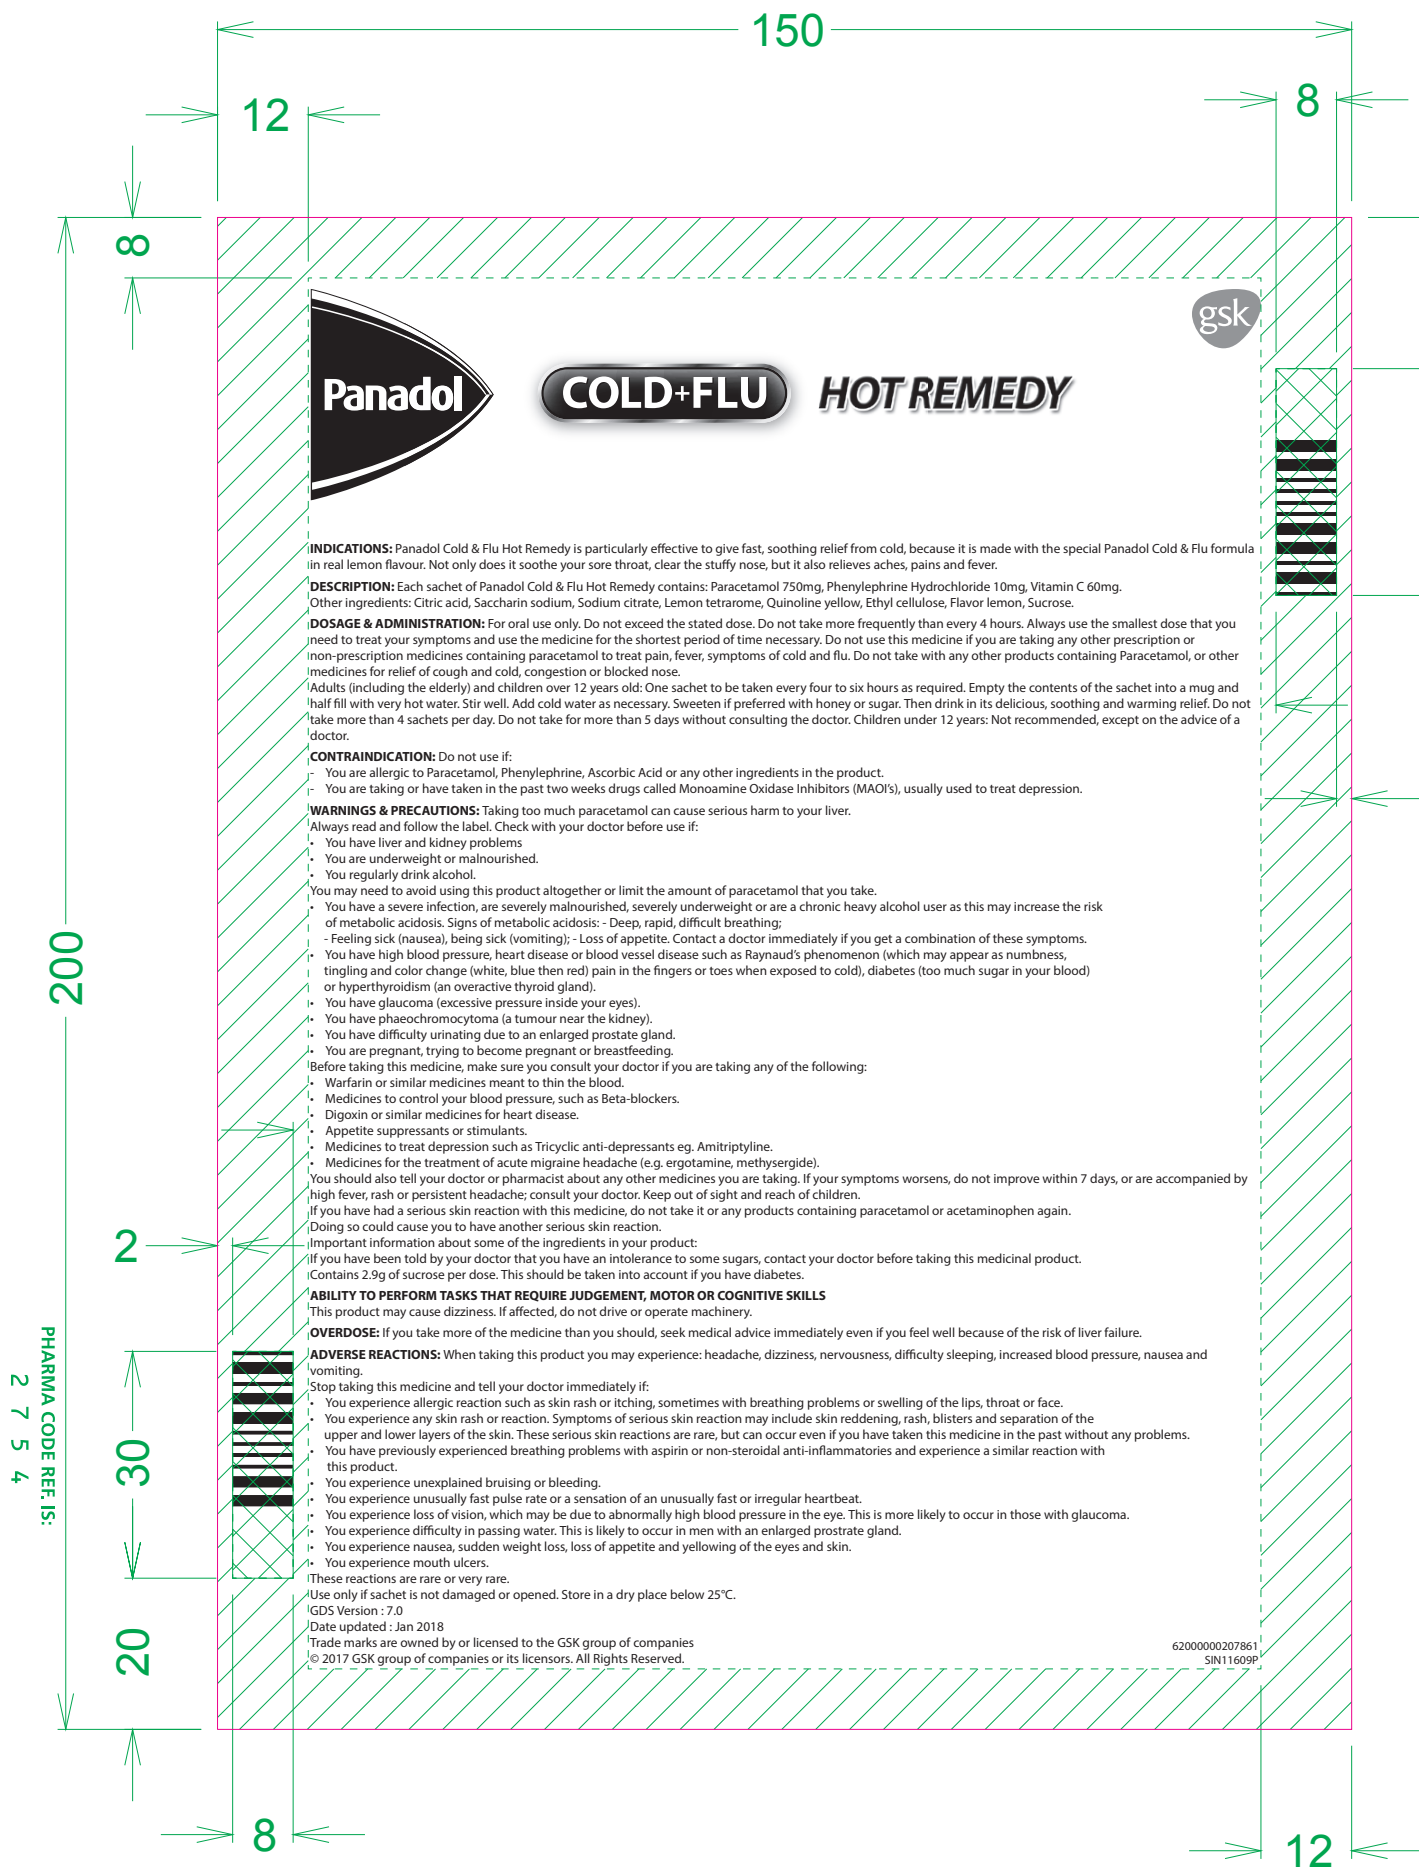 150
12
8
8
gsk
Panadol
COLD+FLU
HOT REMEDY
INDICATIONS: Panadol Cold & Flu Hot Remedy is particularly effective to give fast, soothing relief from cold, because it is made with the special Panadol Cold & Flu formula
in real lemon flavour. Not only does it soothe your sore throat, clear the stuffy nose, but it also relieves aches, pains and fever.
DESCRIPTION: Each sachet of Panadol Cold & Flu Hot Remedy contains: Paracetamol 750mg, Phenylephrine Hydrochloride 10mg, Vitamin C 60mg.
Other ingredients: Citric acid, Saccharin sodium, Sodium citrate, Lemon tetrarome, Quinoline yellow, Ethyl cellulose, Flavor lemon, Sucrose.
DOSAGE & ADMINISTRATION: For oral use only. Do not exceed the stated dose. Do not take more frequently than every 4 hours. Always use the smallest dose that you
need to treat your symptoms and use the medicine for the shortest period of time necessary. Do not use this medicine if you are taking any other prescription or
non-prescription medicines containing paracetamol to treat pain, fever, symptoms of cold and flu. Do not take with any other products containing Paracetamol, or other
medicines for relief of cough and cold, congestion or blocked nose.
Adults (including the elderly) and children over 12 years old: One sachet to be taken every four to six hours as required. Empty the contents of the sachet into a mug and
half fill with very hot water. Stir well. Add cold water as necessary. Sweeten if preferred with honey or sugar. Then drink in its delicious, soothing and warming relief. Do not
take more than 4 sachets per day. Do not take for more than 5 days without consulting the doctor. Children under 12 years: Not recommended, except on the advice of a
doctor.
CONTRAINDICATION: Do not use if:
- You are allergic to Paracetamol, Phenylephrine, Ascorbic Acid or any other ingredients in the product.
- You are taking or have taken in the past two weeks drugs called Monoamine Oxidase Inhibitors (MAOI's), usually used to treat depression.
WARNINGS & PRECAUTIONS: Taking too much paracetamol can cause serious harm to your liver.
Always read and follow the label. Check with your doctor before use if:
• You have liver and kidney problems
• You are underweight or malnourished.
• You regularly drink alcohol.
You may need to avoid using this product altogether or limit the amount of paracetamol that you take.
• You have a severe infection, are severely malnourished, severely underweight or are a chronic heavy alcohol user as this may increase the risk
of metabolic acidosis. Signs of metabolic acidosis: - Deep, rapid, difficult breathing;
- Feeling sick (nausea), being sick (vomiting); - Loss of appetite. Contact a doctor immediately if you get a combination of these symptoms.
• You have high blood pressure, heart disease or blood vessel disease such as Raynaud's phenomenon (which may appear as numbness,
tingling and color change (white, blue then red) pain in the fingers or toes when exposed to cold), diabetes (too much sugar in your blood)
or hyperthyroidism (an overactive thyroid gland).
• You have glaucoma (excessive pressure inside your eyes).
• You have phaeochromocytoma (a tumour near the kidney).
• You have difficulty urinating due to an enlarged prostate gland.
• You are pregnant, trying to become pregnant or breastfeeding.
Before taking this medicine, make sure you consult your doctor if you are taking any of the following:
• Warfarin or similar medicines meant to thin the blood.
• Medicines to control your blood pressure, such as Beta-blockers.
• Digoxin or similar medicines for heart disease.
• Appetite suppressants or stimulants.
• Medicines to treat depression such as Tricyclic anti-depressants eg. Amitriptyline.
• Medicines for the treatment of acute migraine headache (e.g. ergotamine, methysergide).
You should also tell your doctor or pharmacist about any other medicines you are taking. If your symptoms worsens, do not improve within 7 days, or are accompanied by
high fever, rash or persistent headache; consult your doctor. Keep out of sight and reach of children.
If you have had a serious skin reaction with this medicine, do not take it or any products containing paracetamol or acetaminophen again.
Doing so could cause you to have another serious skin reaction.
Important information about some of the ingredients in your product:
If you have been told by your doctor that you have an intolerance to some sugars, contact your doctor before taking this medicinal product.
Contains 2.9g of sucrose per dose. This should be taken into account if you have diabetes.
ABILITY TO PERFORM TASKS THAT REQUIRE JUDGEMENT, MOTOR OR COGNITIVE SKILLS
This product may cause dizziness. If affected, do not drive or operate machinery.
OVERDOSE: If you take more of the medicine than you should, seek medical advice immediately even if you feel well because of the risk of liver failure.
ADVERSE REACTIONS: When taking this product you may experience: headache, dizziness, nervousness, difficulty sleeping, increased blood pressure, nausea and
vomiting.
Stop taking this medicine and tell your doctor immediately if:
• You experience allergic reaction such as skin rash or itching, sometimes with breathing problems or swelling of the lips, throat or face.
• You experience any skin rash or reaction. Symptoms of serious skin reaction may include skin reddening, rash, blisters and separation of the
upper and lower layers of the skin. These serious skin reactions are rare, but can occur even if you have taken this medicine in the past without any problems.
• You have previously experienced breathing problems with aspirin or non-steroidal anti-inflammatories and experience a similar reaction with
this product.
• You experience unexplained bruising or bleeding.
• You experience unusually fast pulse rate or a sensation of an unusually fast or irregular heartbeat.
• You experience loss of vision, which may be due to abnormally high blood pressure in the eye. This is more likely to occur in those with glaucoma.
• You experience difficulty in passing water. This is likely to occur in men with an enlarged prostrate gland.
• You experience nausea, sudden weight loss, loss of appetite and yellowing of the eyes and skin.
• You experience mouth ulcers.
These reactions are rare or very rare.
Use only if sachet is not damaged or opened. Store in a dry place below 25°C.
GDS Version : 7.0
Date updated : Jan 2018
Trade marks are owned by or licensed to the GSK group of companies
© 2017 GSK group of companies or its licensors. All Rights Reserved.
62000000207861
SIN11609P
200
2
30
20
PHARMA CODE REF. IS:
2 7 5 4
8
12